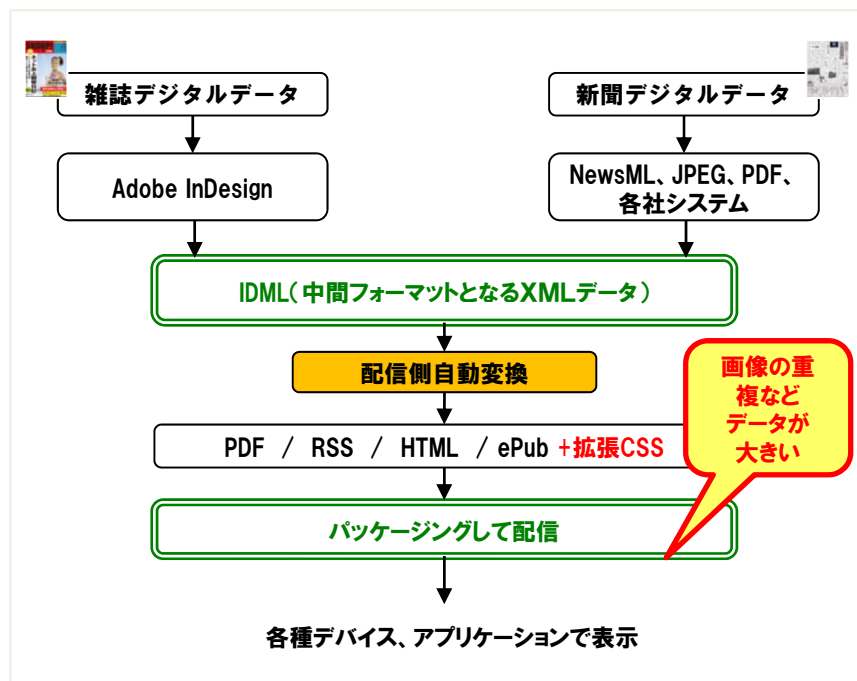 雑誌デジタルデータ
新聞デジタルデータ
Adobe InDesign
NewsML、JPEG、PDF、
各社システム
IDML(中間フォーマットとなるXMLデータ)
配信側自動変換
画像の重
複など
データが
大きい
PDF / RSS / HTML / ePub +拡張CSS
パッケージングして配信
各種デバイス、アプリケーションで表示